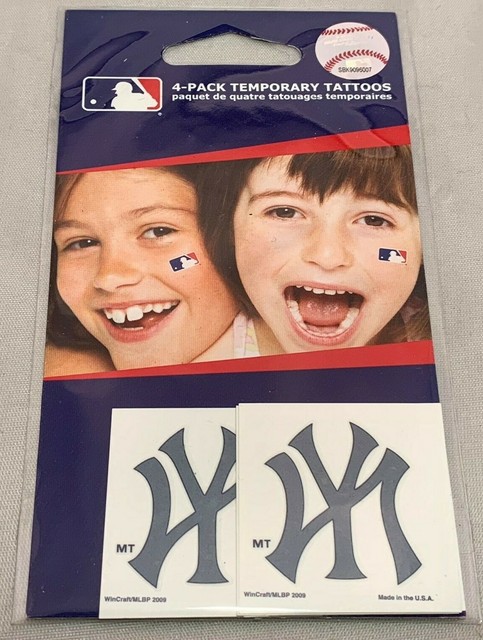 SBK9096007
4-PACK TEMPORARY TATTOOS
paquet de quatre tatouages temporaires
MT
MT
WinCraft/MLBP 2009
WinCraft/MLBP 2009 Made in the U.S.A.